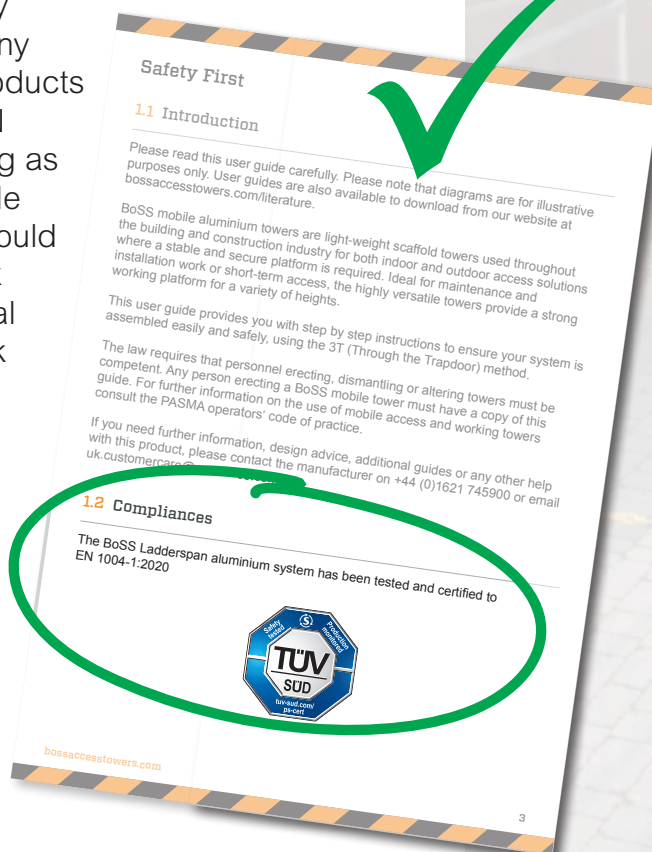 ny
oducts
g as
le
ould
al
k
Safety First
1.1 Introduction
Please read this user guide carefully. Please note that diagrams are for illustrative
purposes only. User guides are also available to download from our website at
bossaccesstowers.com/literature.
BoSS mobile aluminium towers are light-weight scaffold towers used throughout
the building and construction industry for both indoor and outdoor access solutions
where a stable and secure platform is required. Ideal for maintenance and
installation work or short-term access, the highly versatile towers provide a strong
working platform for a variety of heights.
This user guide provides you with step by step instructions to ensure your system is
assembled easily and safely, using the 3T (Through the Trapdoor) method.
The law requires that personnel erecting, dismantling or altering towers must be
competent. Any person erecting a BoSS mobile tower must have a copy of this
guide. For further information on the use of mobile access and working towers
consult the PASMA operators' code of practice.
If you need further information, design advice, additional guides or any other help
with this product, please contact the manufacturer on +44 (0)1621 745900 or email
uk.customercare@
1.2 Compliances
The BoSS Ladderspan aluminium system has been tested and certified to
EN 1004-1:2020
Safety
tested
S
Production
monitored
TÜV
SÜD
tuv-sud.com/
ps-cert
bossaccesstowers.com
3